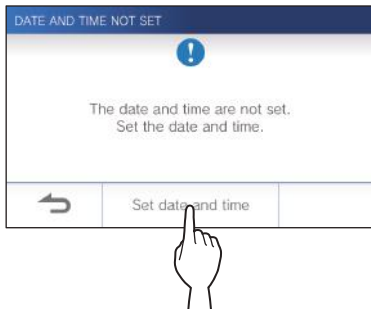 DATE AND TIME NOT SET
The date and time are not set.
Set the date and time.
Set date and time